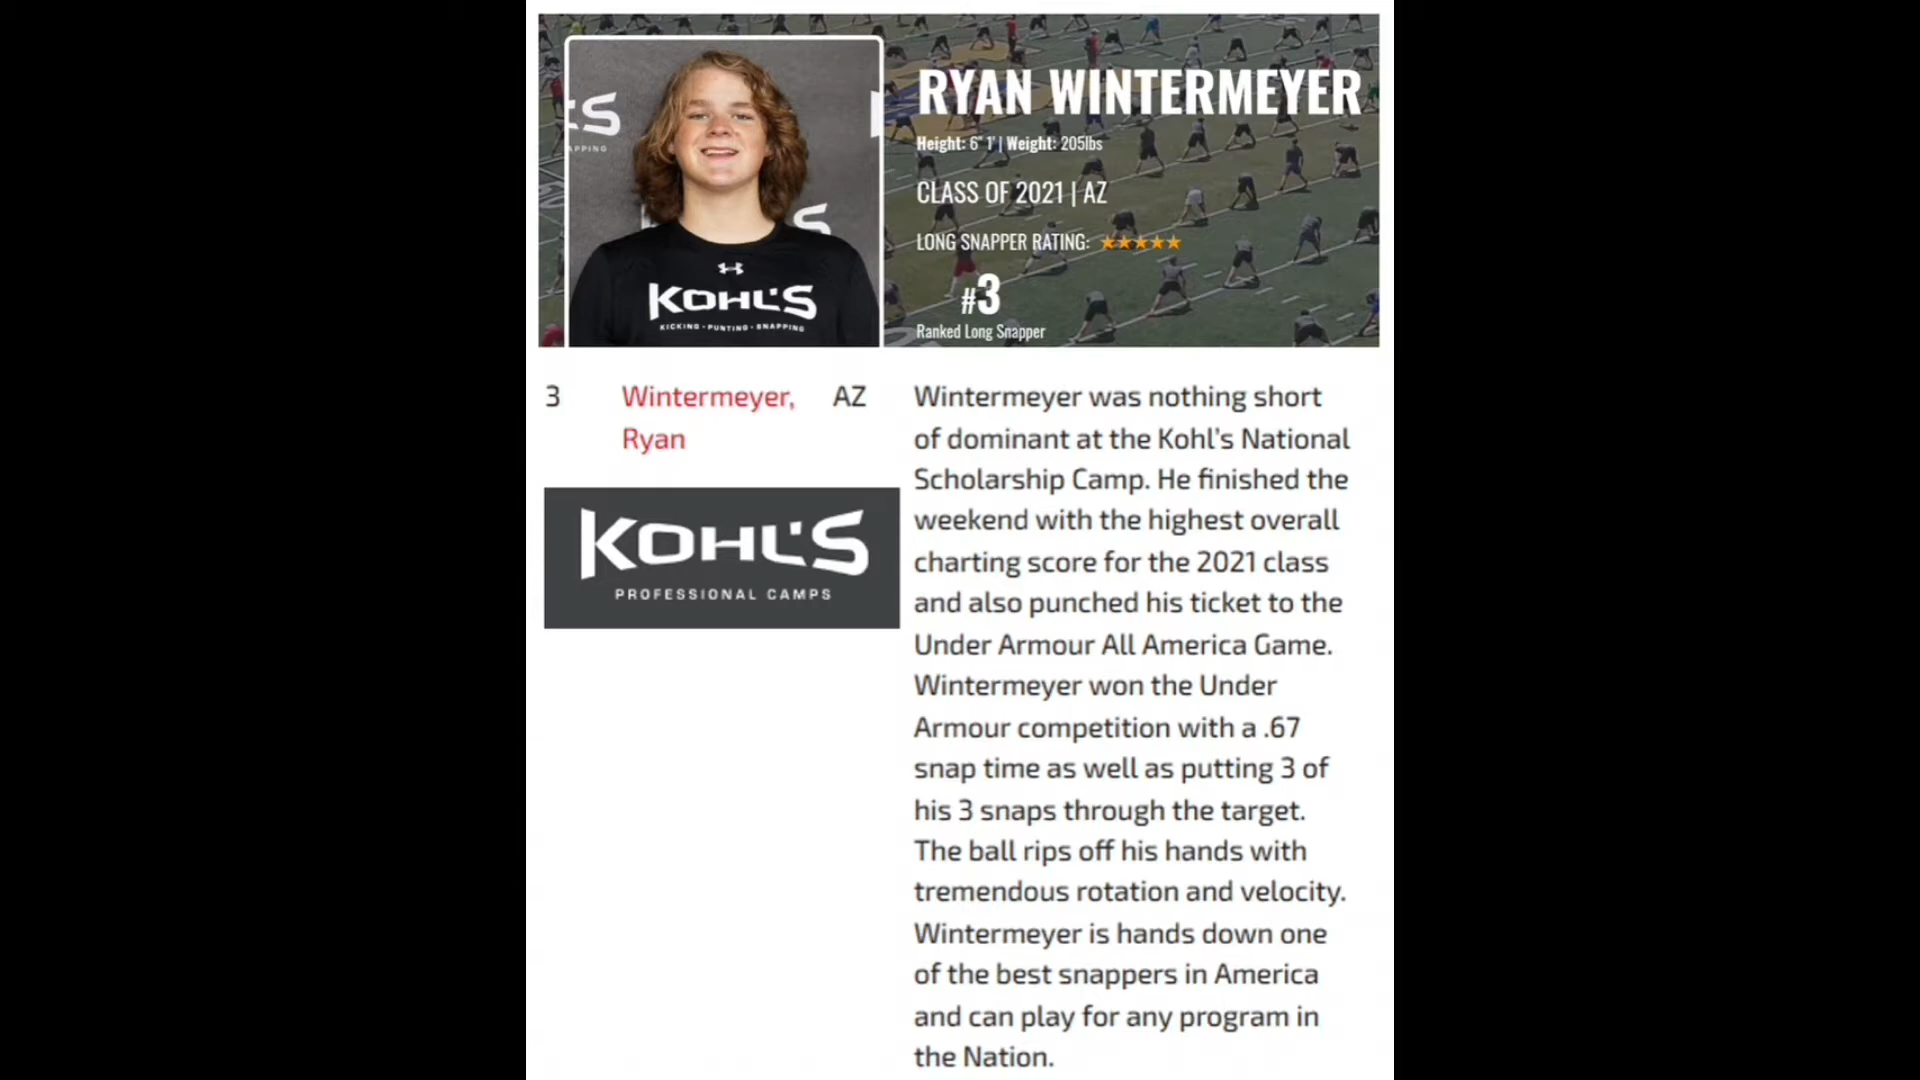 RYAN WINTERMEYER
Height: 6" 1' | Weight: 205lbs
CLASS OF 2021 | AZ
LONG SNAPPER RATING: ★★★★★
#3
Ranked Long Snapper
KOHL'S
KICKING - PUNTING - SNAPPING
3 Wintermeyer, AZ
Ryan
KOHL'S
PROFESSIONAL CAMPS
Wintermeyer was nothing short
of dominant at the Kohl's National
Scholarship Camp. He finished the
weekend with the highest overall
charting score for the 2021 class
and also punched his ticket to the
Under Armour All America Game.
Wintermeyer won the Under
Armour competition with a .67
snap time as well as putting 3 of
his 3 snaps through the target.
The ball rips off his hands with
tremendous rotation and velocity.
Wintermeyer is hands down one
of the best snappers in America
and can play for any program in
the Nation.